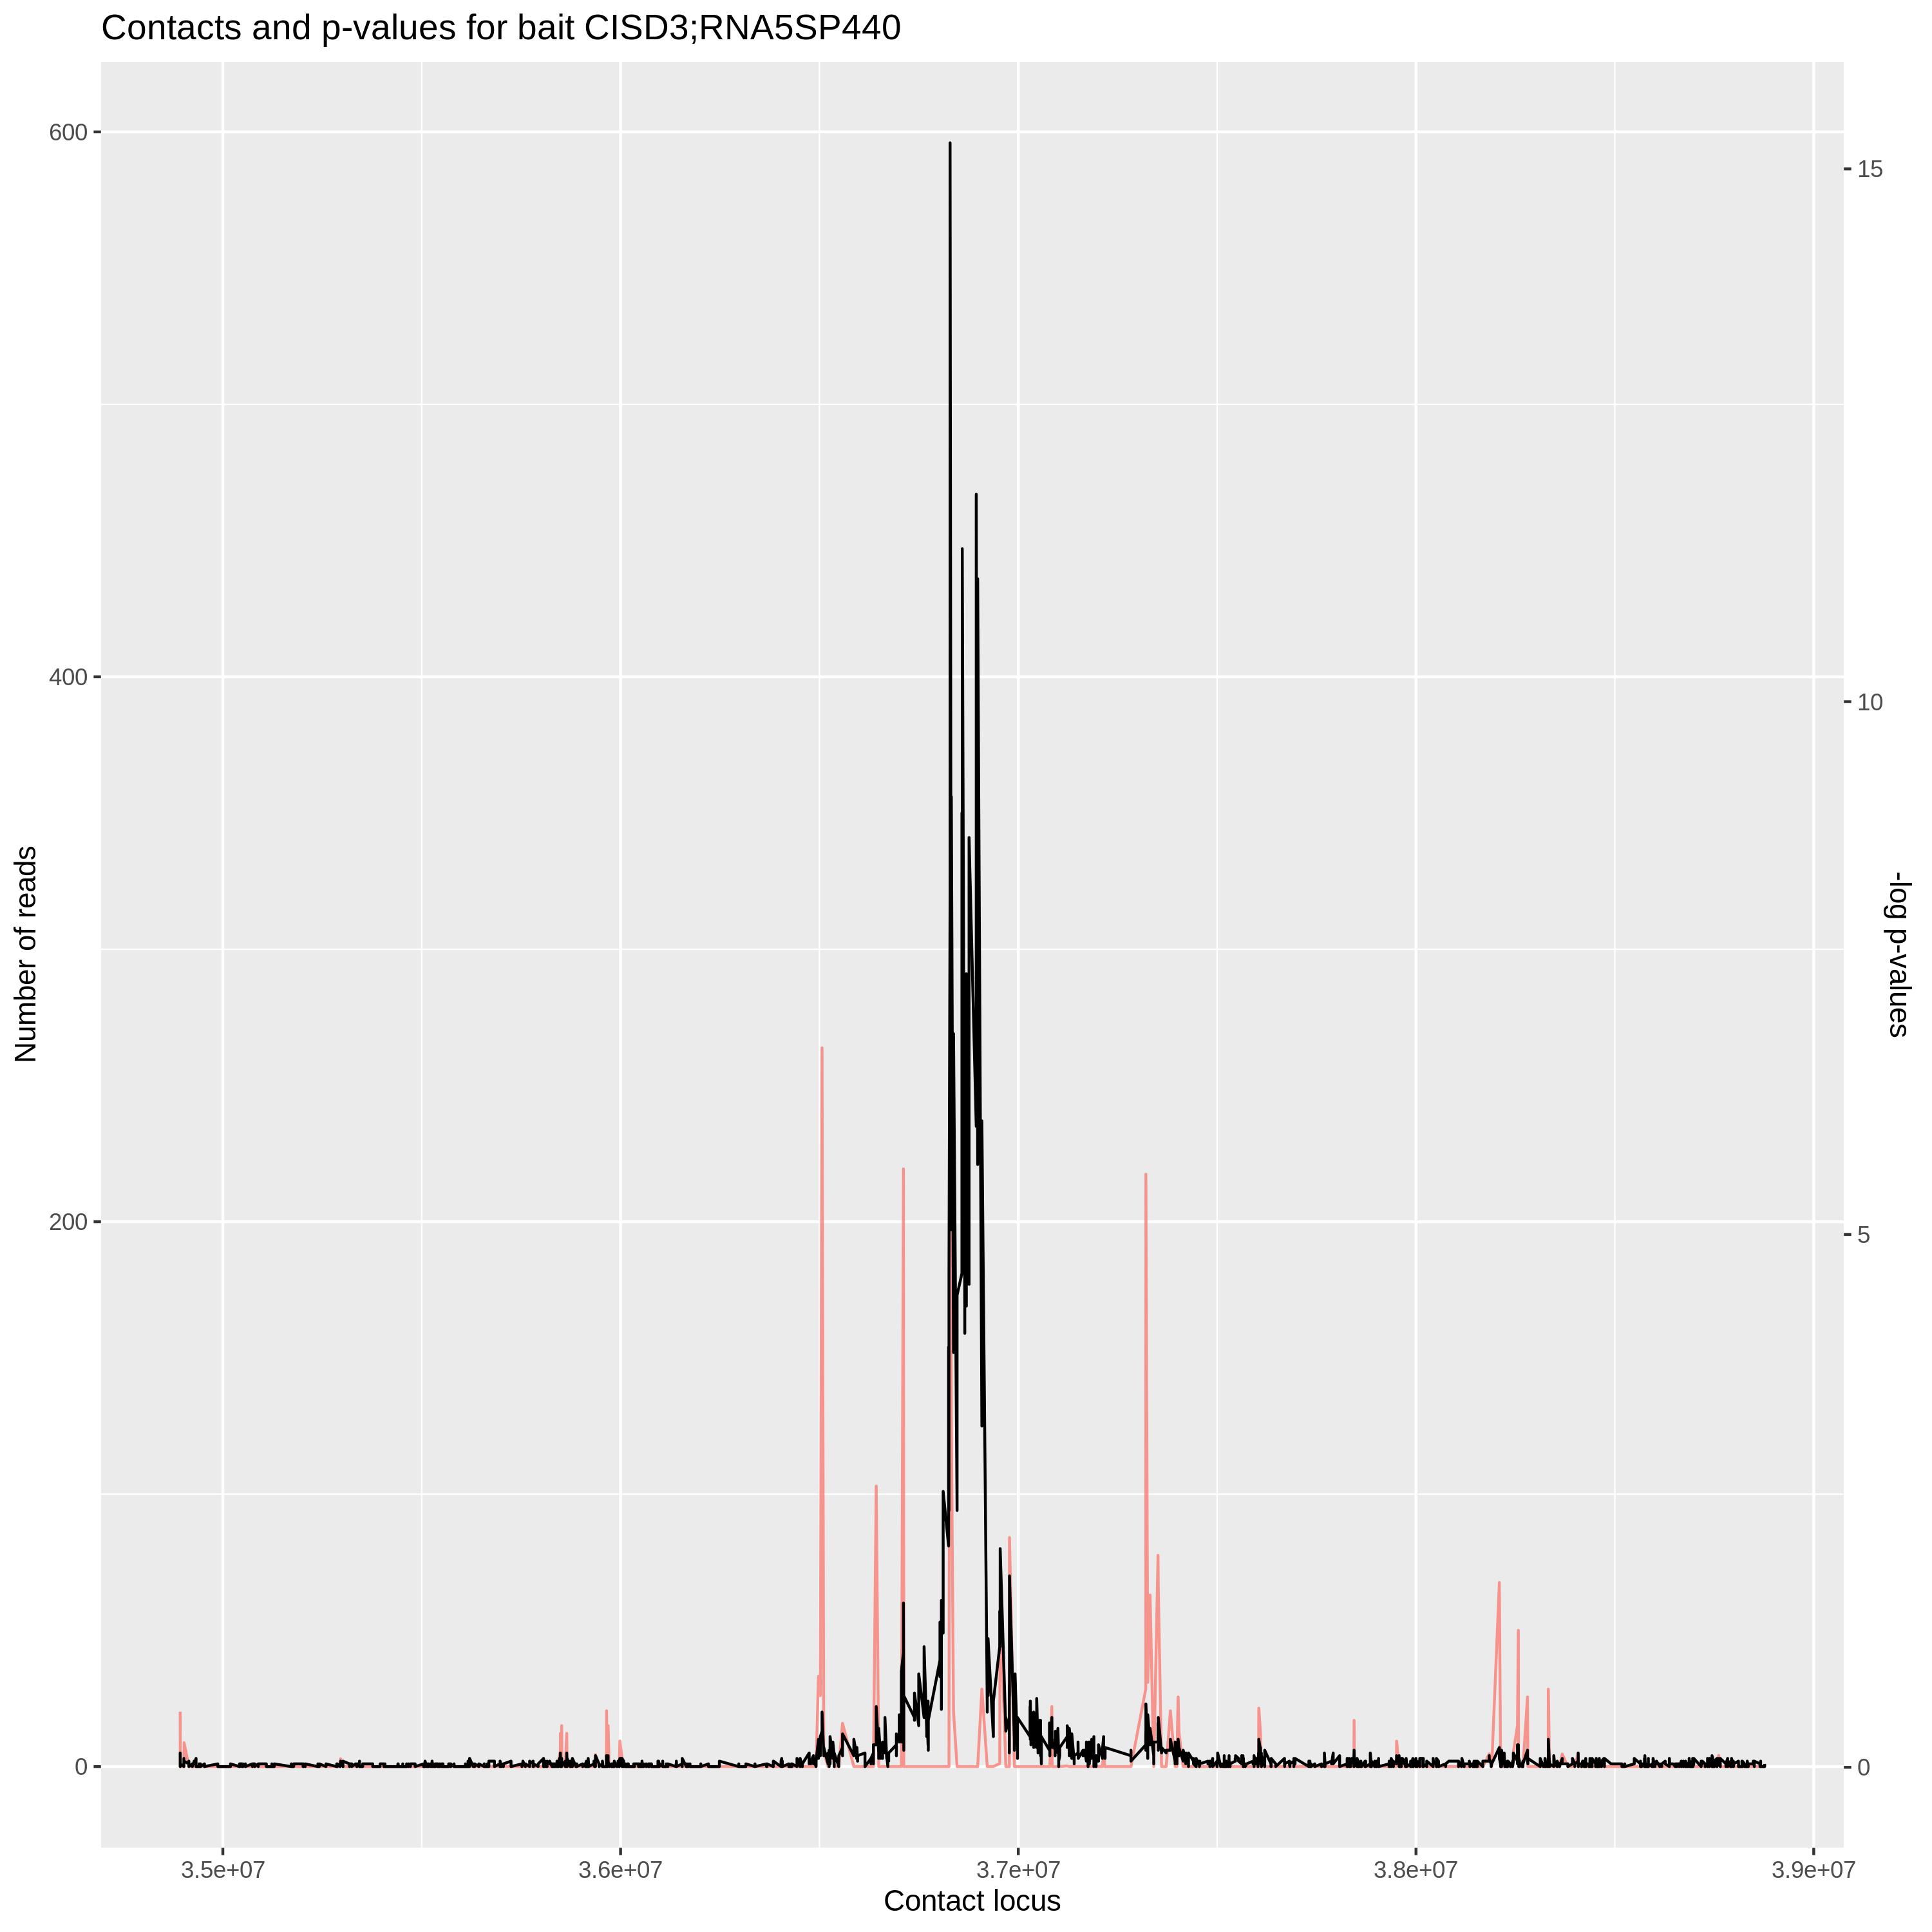 Contacts and p-values for bait CISD3;RNA5SP440
600
400
200
0
15
10
5
0
Number of reads
-log p-values
3.5e+07
3.6e+07
3.7e+07
3.8e+07
3.9e+07
Contact locus